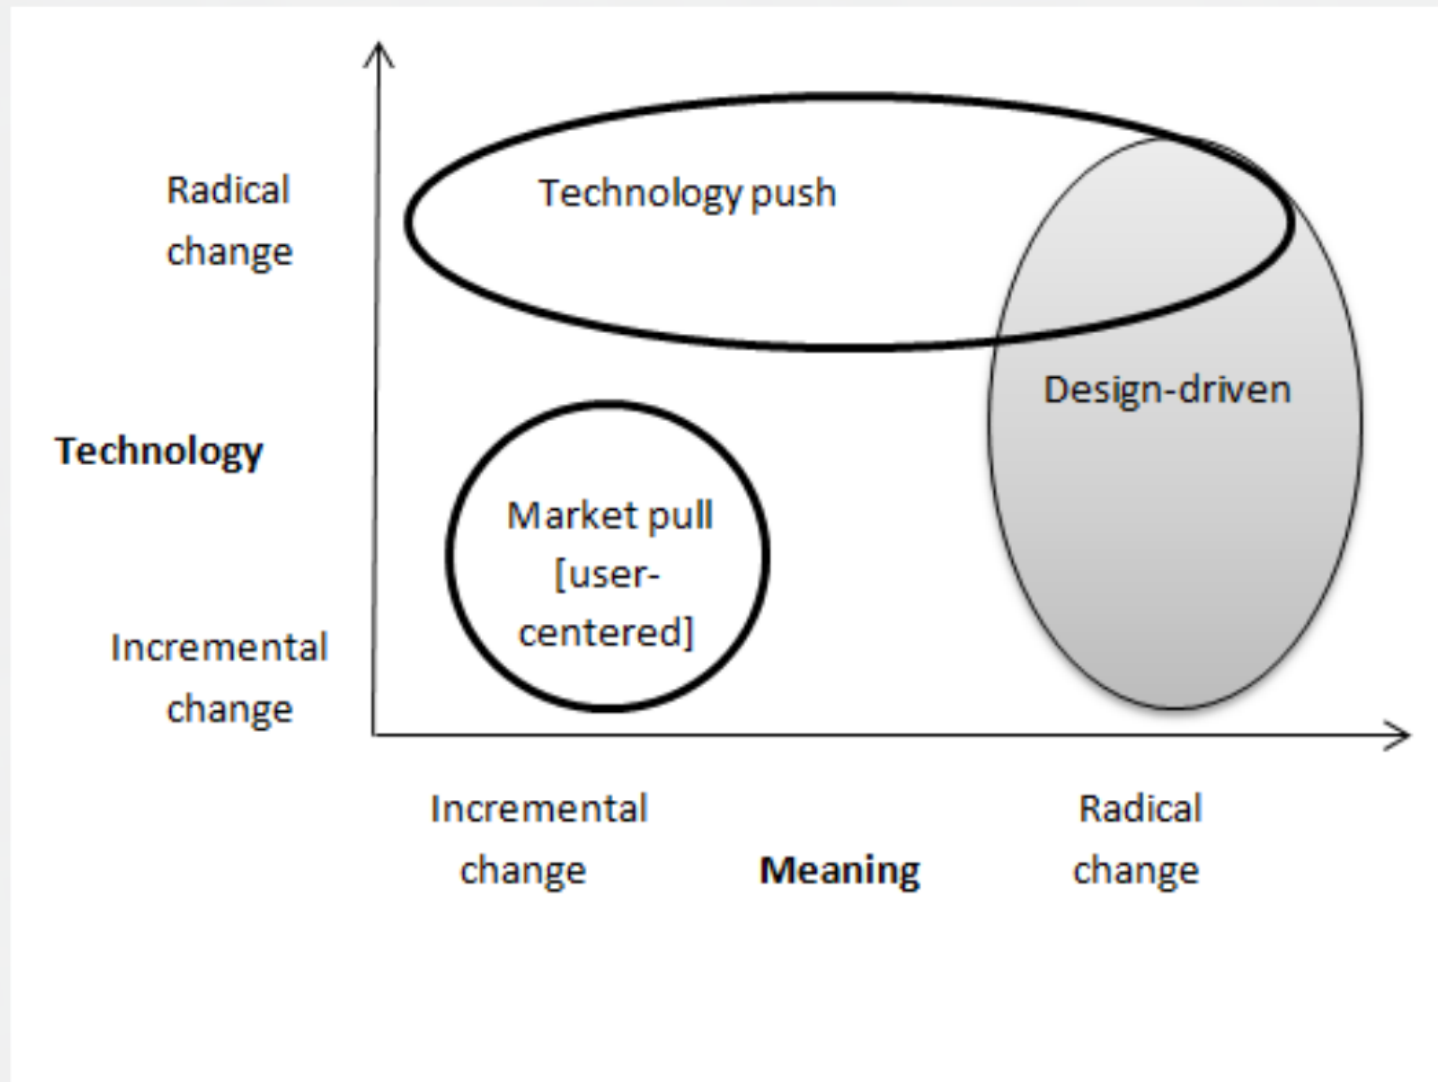 Radical
change
Technology push
Design-driven
Technology
Market pull
[user-
centered]
Incremental
change
Incremental
change
Meaning
Radical
change